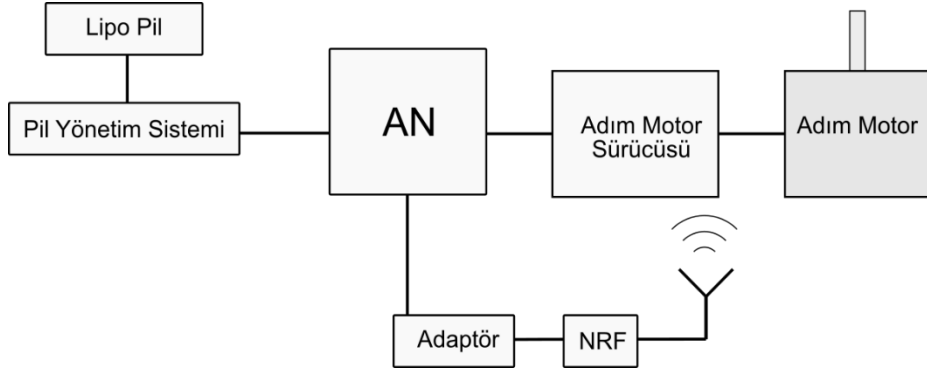 Lipo Pil
Pil Yönetim Sistemi
AN
Adım Motor
Sürücüsü
Adım Motor
Adaptör
NRF